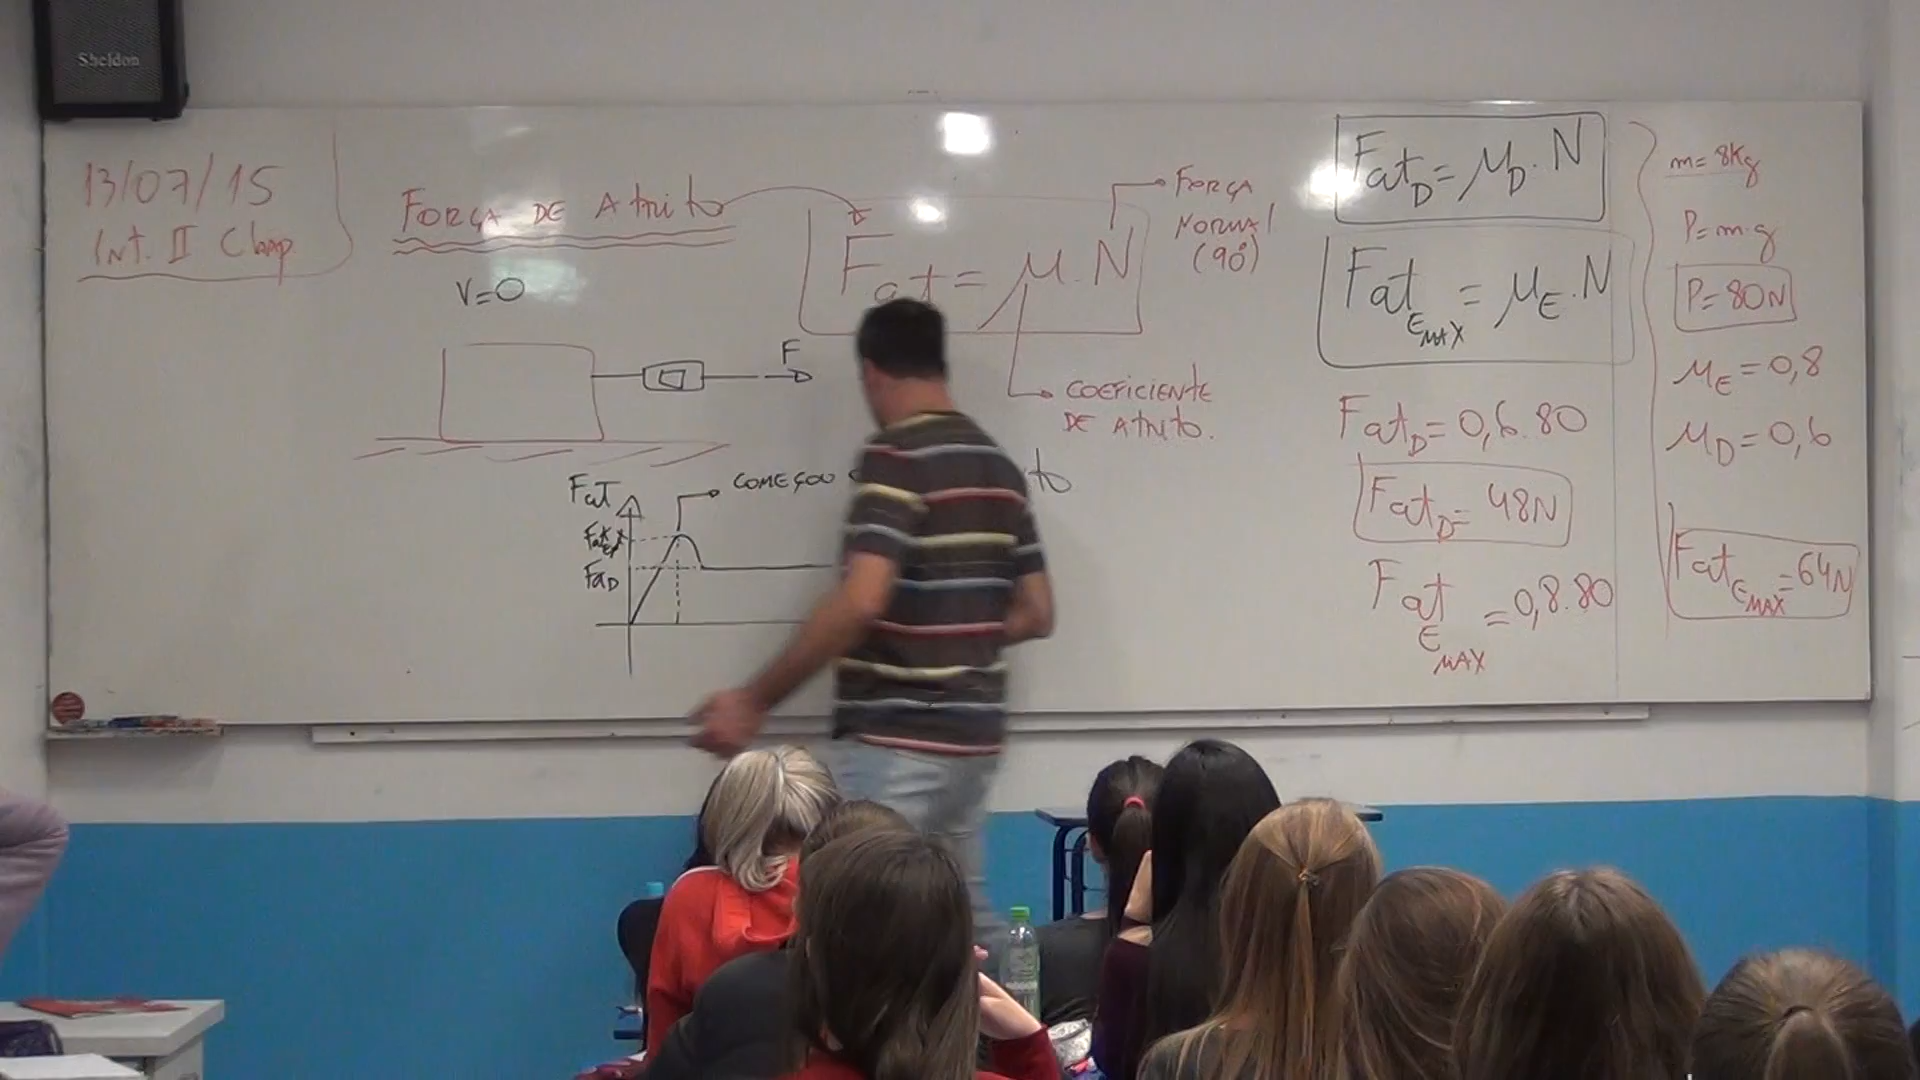 Sheldon
13/07/15
Int. II
FORÇA DE Atrito
V=0
F
Fat = μ.N
FORÇA
NORMAl
(90°)
COEFICIENTE
DE AtRITO.
FaT
COMEÇOU
FaD
FatD = μD.N
FatEMAX = μE.N
FatD = 0,6.80
FatD = 48N
FatEMAX = 0,8.80
m= 8Kg
P= m.g
P= 80N
μE = 0,8
μD = 0,6
FatEMAX = 64N